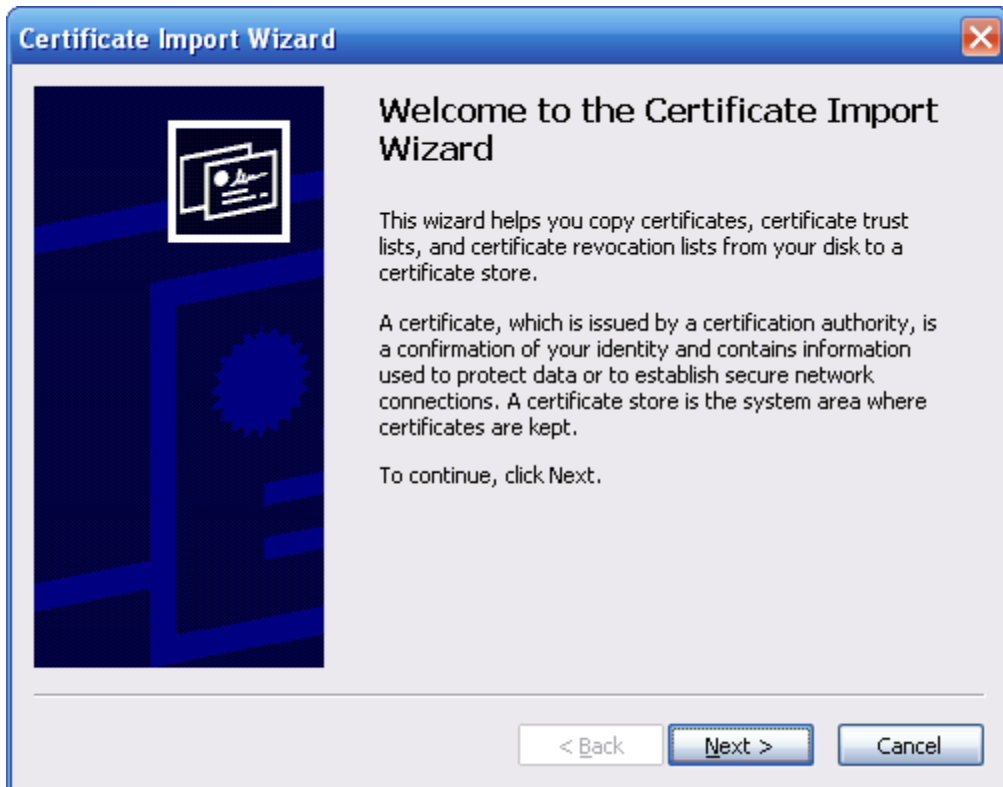 Certificate Import Wizard
Welcome to the Certificate Import
Wizard
This wizard helps you copy certificates, certificate trust
lists, and certificate revocation lists from your disk to a
certificate store.
A certificate, which is issued by a certification authority, is
a confirmation of your identity and contains information
used to protect data or to establish secure network
connections. A certificate store is the system area where
certificates are kept.
To continue, click Next.
< Back
Next >
Cancel